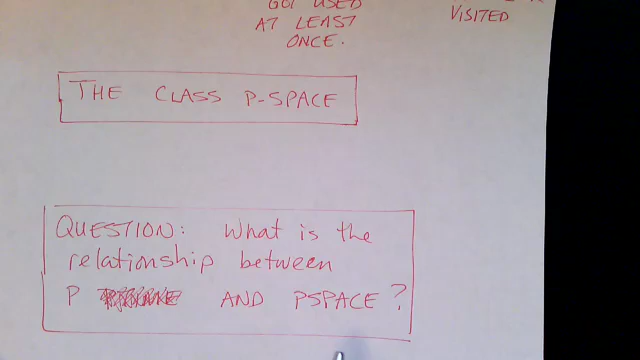 GOT USED
AT LEAST
ONCE.
VISITED
THE CLASS P-SPACE
QUESTION: What is the
relationship between
P AND PSPACE ?